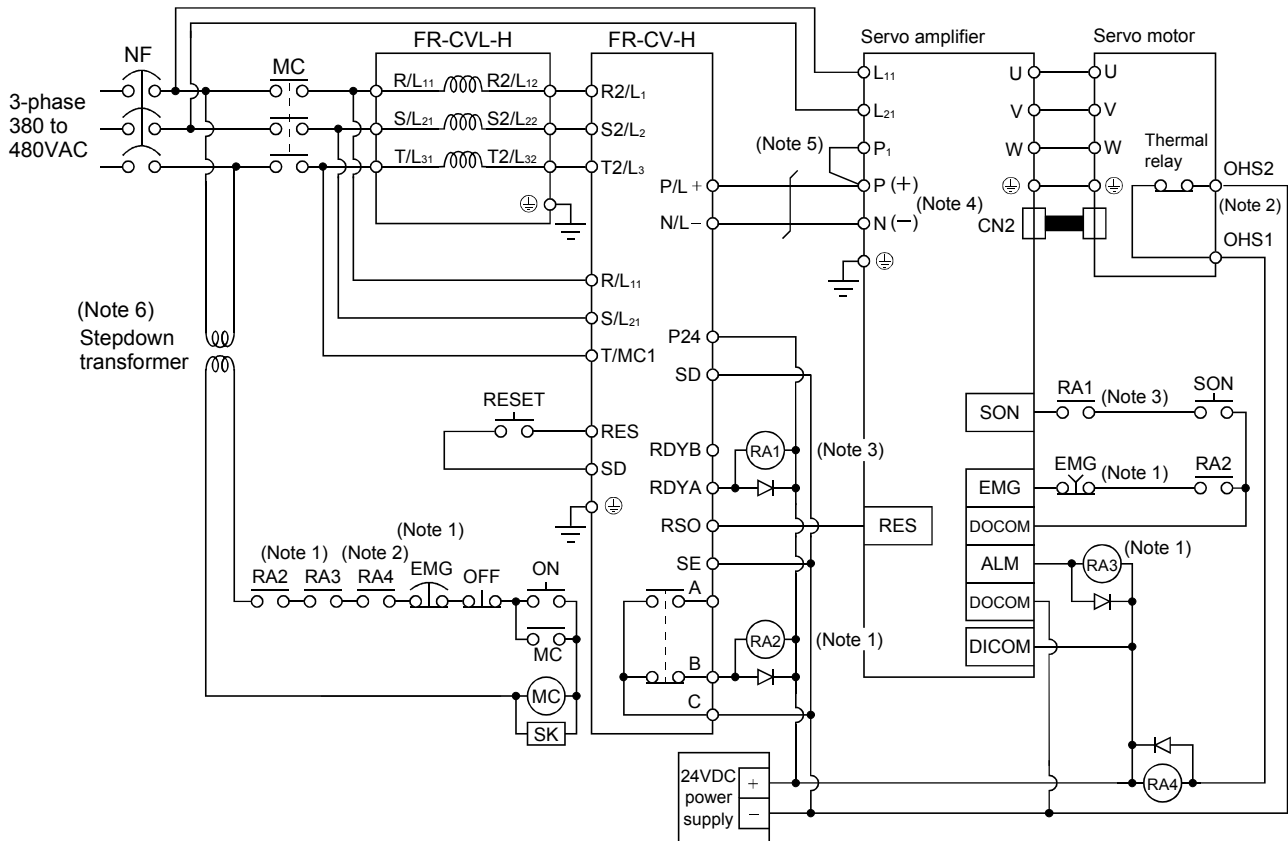 FR-CVL-H
FR-CV-H
Servo amplifier
Servo motor
NF
MC
3-phase
380 to
480VAC
R/L11
R2/L12
S/L21
S2/L22
T/L31
T2/L32
R2/L1
S2/L2
T2/L3
P/L+
N/L−
R/L11
S/L21
T/MC1
L11
L21
(Note 5)
P1
P (+)
N (−)
(Note 4)
U
V
W
CN2
U
V
W
Thermal
relay
OHS2
(Note 2)
OHS1
(Note 6)
Stepdown
transformer
P24
SD
RESET
RES
SD
RDYB
RDYA
RSO
SE
A
B
C
RA1
(Note 3)
RA2
(Note 1)
RES
SON
EMG
DOCOM
ALM
DOCOM
DICOM
RA1
(Note 3)
SON
EMG
(Note 1)
RA2
RA3
(Note 1)
RA4
(Note 1)
RA2
RA3
(Note 2)
RA4
(Note 1)
EMG
OFF
ON
MC
MC
SK
24VDC
power
supply
+
−